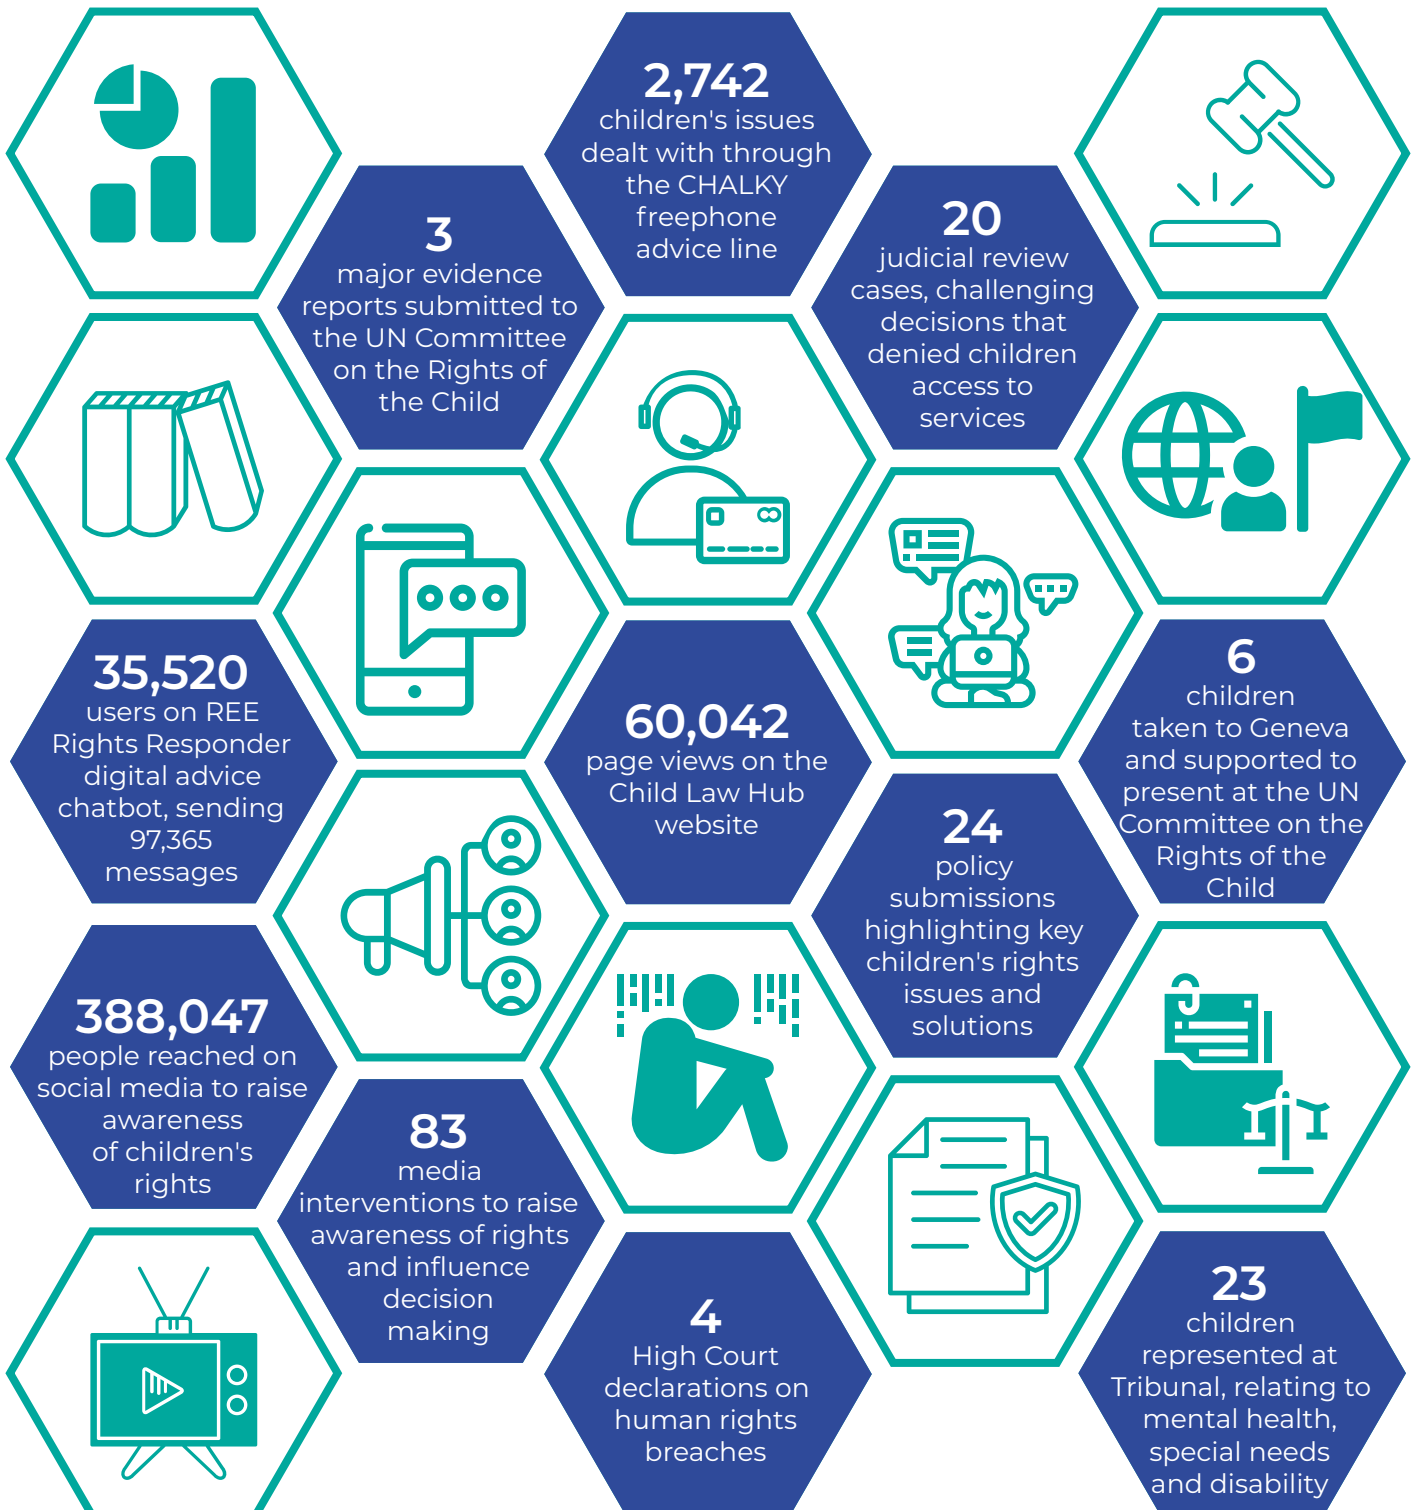 2,742
children's issues
dealt with through
the CHALKY
freephone
advice line
3
major evidence
reports submitted to
the UN Committee
on the Rights of
the Child
20
judicial review
cases, challenging
decisions that
denied children
access to
services
35,520
users on REE
Rights Responder
digital advice
chatbot, sending
97,365
messages
60,042
page views on the
Child Law Hub
website
6
children
taken to Geneva
and supported to
present at the UN
Committee on the
Rights of the
Child
24
policy
submissions
highlighting key
children's rights
issues and
solutions
388,047
people reached on
social media to raise
awareness
of children's
rights
83
media
interventions to raise
awareness of rights
and influence
decision
making
4
High Court
declarations on
human rights
breaches
23
children
represented at
Tribunal, relating to
mental health,
special needs
and disability